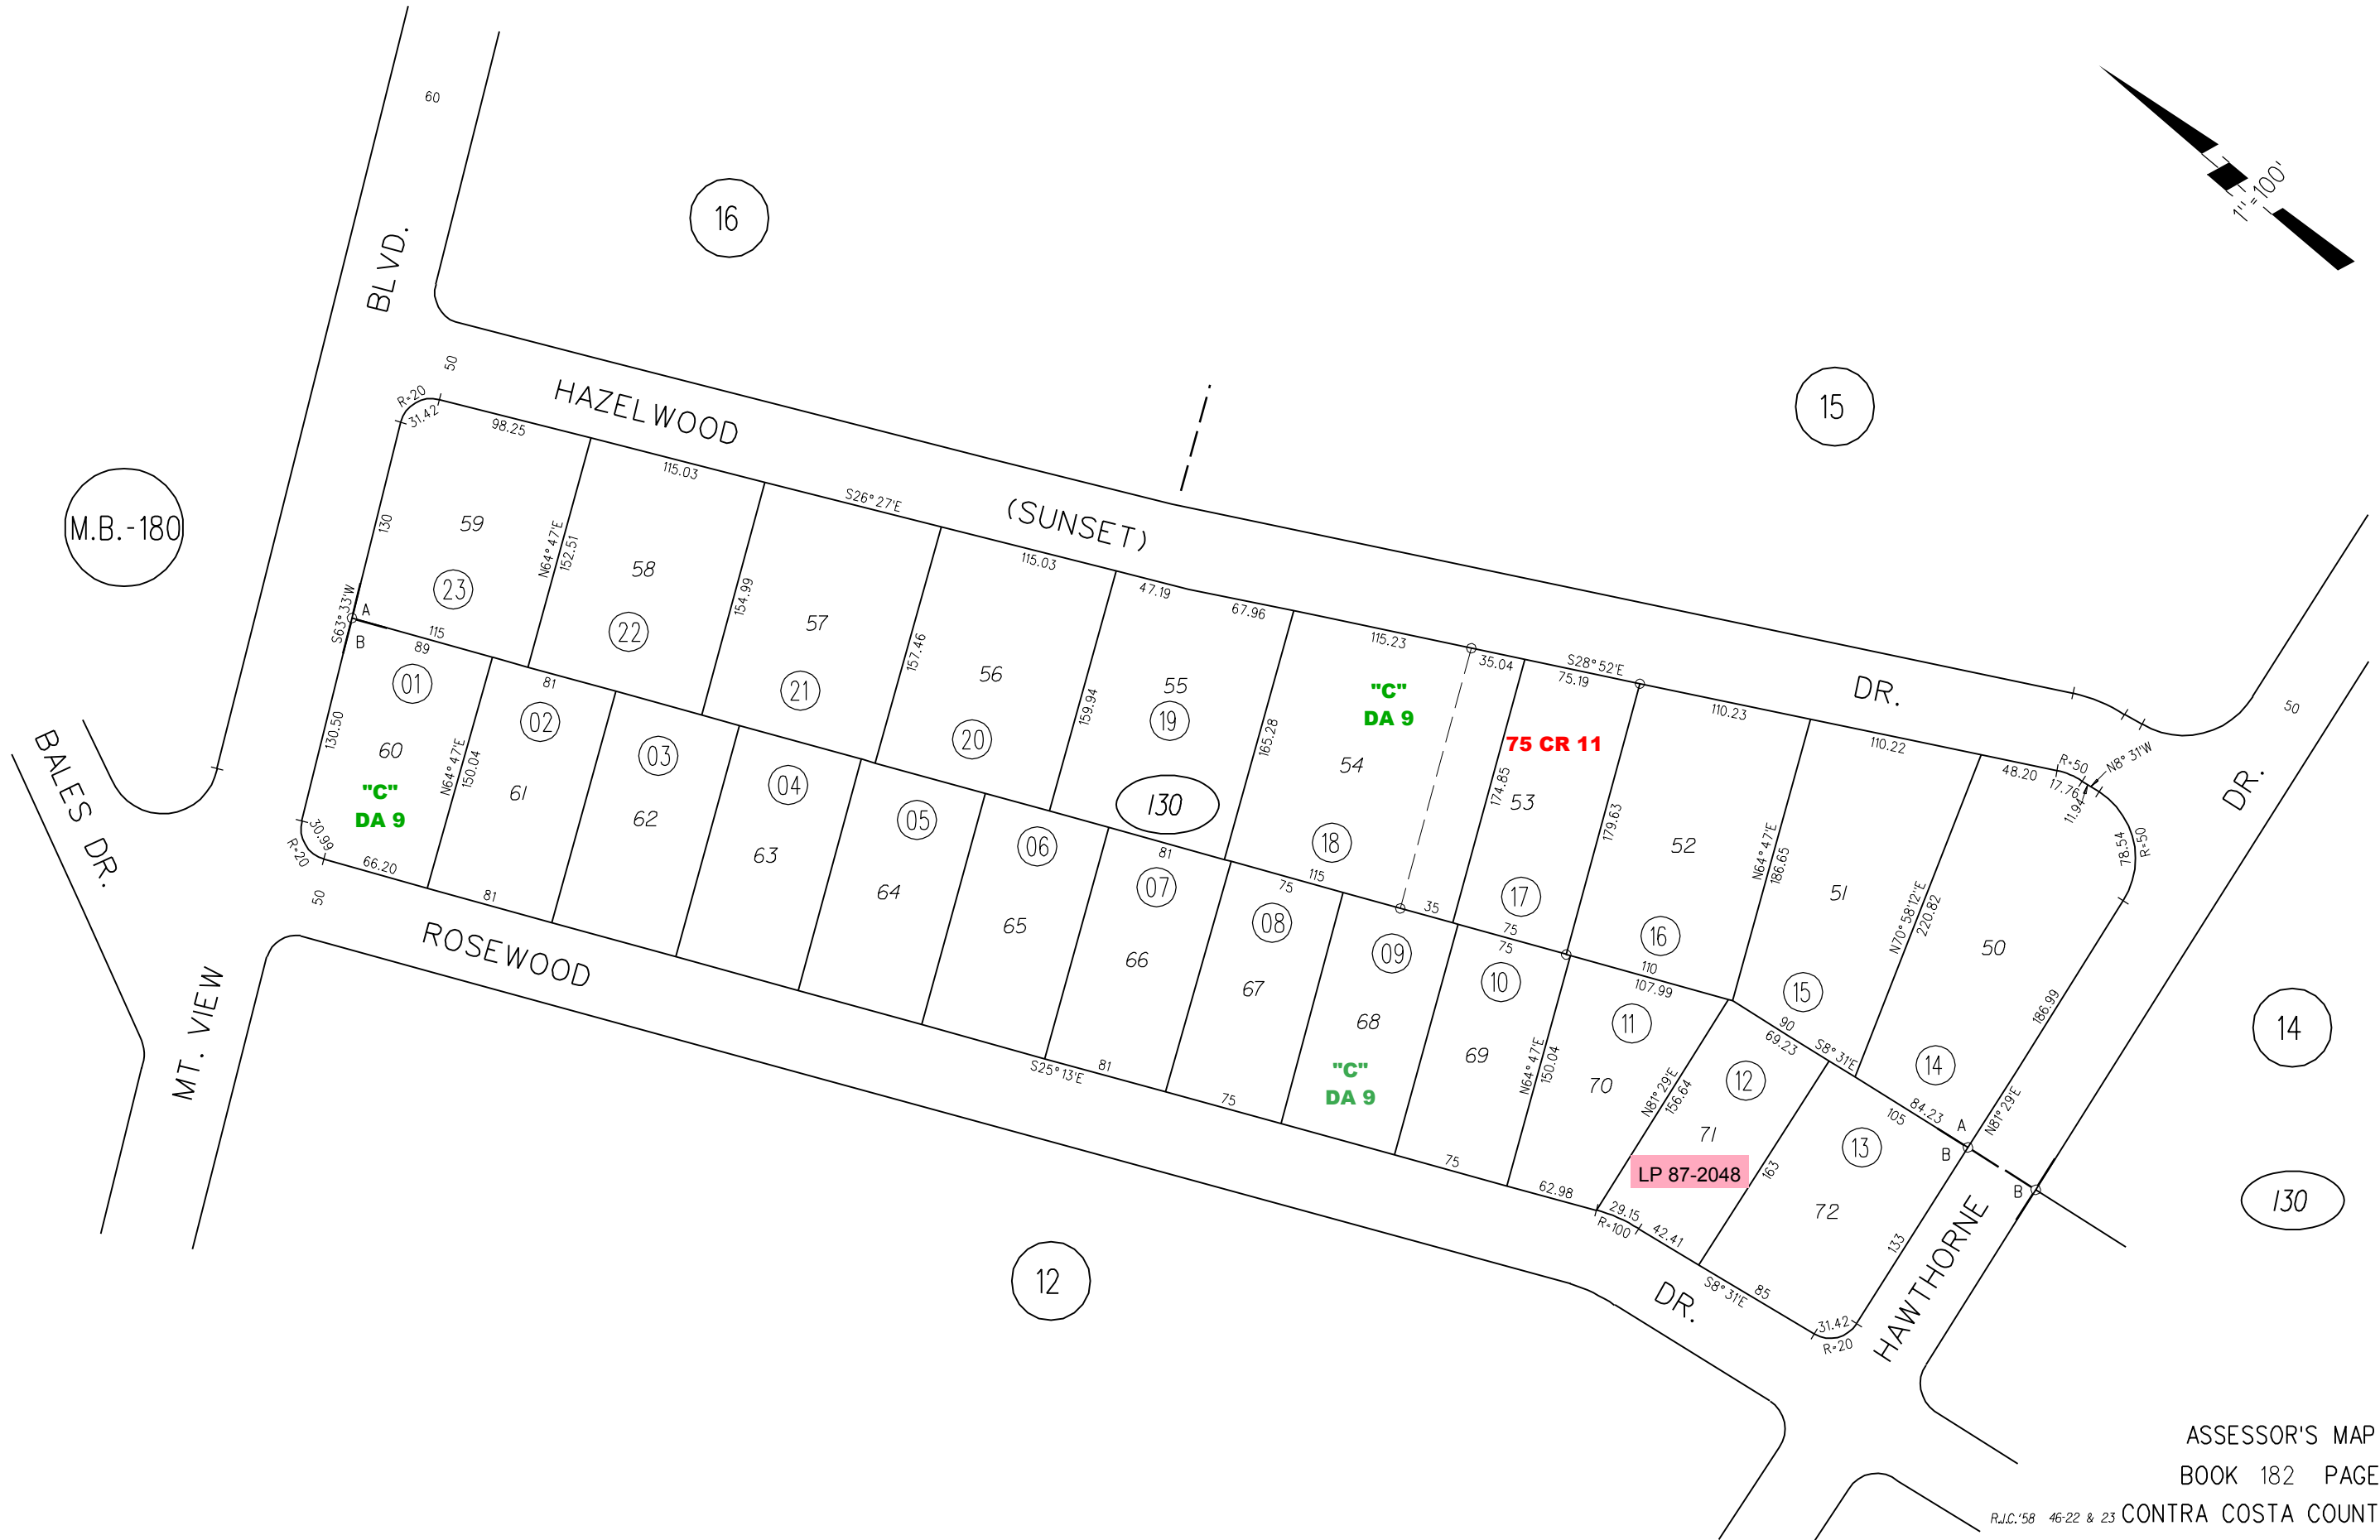 60
16
1"=100'
BLVD.
50
HAZELWOOD
(SUNSET)
DR.
15
M.B.-180
R=20
31.42
98.25
115.03
S26°27'E
115.03
47.19
67.96
115.23
35.04
S28°52'E
75.19
110.23
110.22
48.20
R=50
17.76
N8°31'W
11.94
78.54
R=50
50
DR.
130
59
23
N64°47'E
152.51
58
22
154.99
57
21
157.46
56
20
159.94
55
19
165.28
"C"
DA 9
54
18
75 CR 11
174.85
53
17
179.63
52
16
N64°47'E
186.65
51
15
N70°58'12"E
220.82
50
14
186.99
N81°29'E
S63°33'W
A
B
115
89
81
130
81
115
75
35
75
75
110
107.99
90
69.23
S8°31'E
84.23
105
A
B
B
01
130.50
60
"C"
DA 9
N64°47'E
150.04
02
61
03
62
04
63
05
64
06
65
07
66
08
67
09
68
"C"
DA 9
10
69
N64°47'E
150.04
11
70
N81°29'E
156.64
12
71
LP 87-2048
163
13
72
133
14
130
30.99
R=20
66.20
81
S25°13'E
81
75
75
62.98
29.15
R=100
42.41
S8°31'E
85
31.42
R=20
50
ROSEWOOD
DR.
BALES DR.
MT. VIEW
HAWTHORNE
12
ASSESSOR'S MAP
BOOK 182 PAGE
R.J.C.'58 46-22 & 23 CONTRA COSTA COUNT